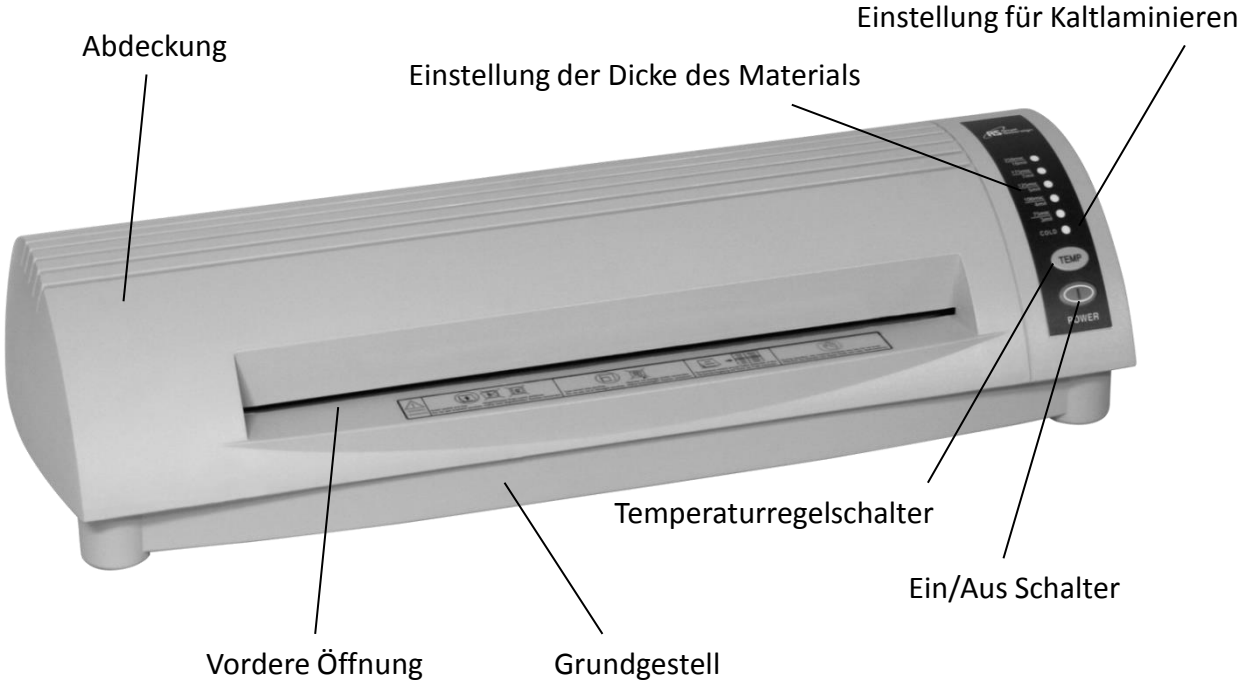 Einstellung für Kaltlaminieren
Abdeckung
Einstellung der Dicke des Materials
RS
COLD
TEMP
POWER
Temperaturregelschalter
Ein/Aus Schalter
Vordere Öffnung
Grundgestell